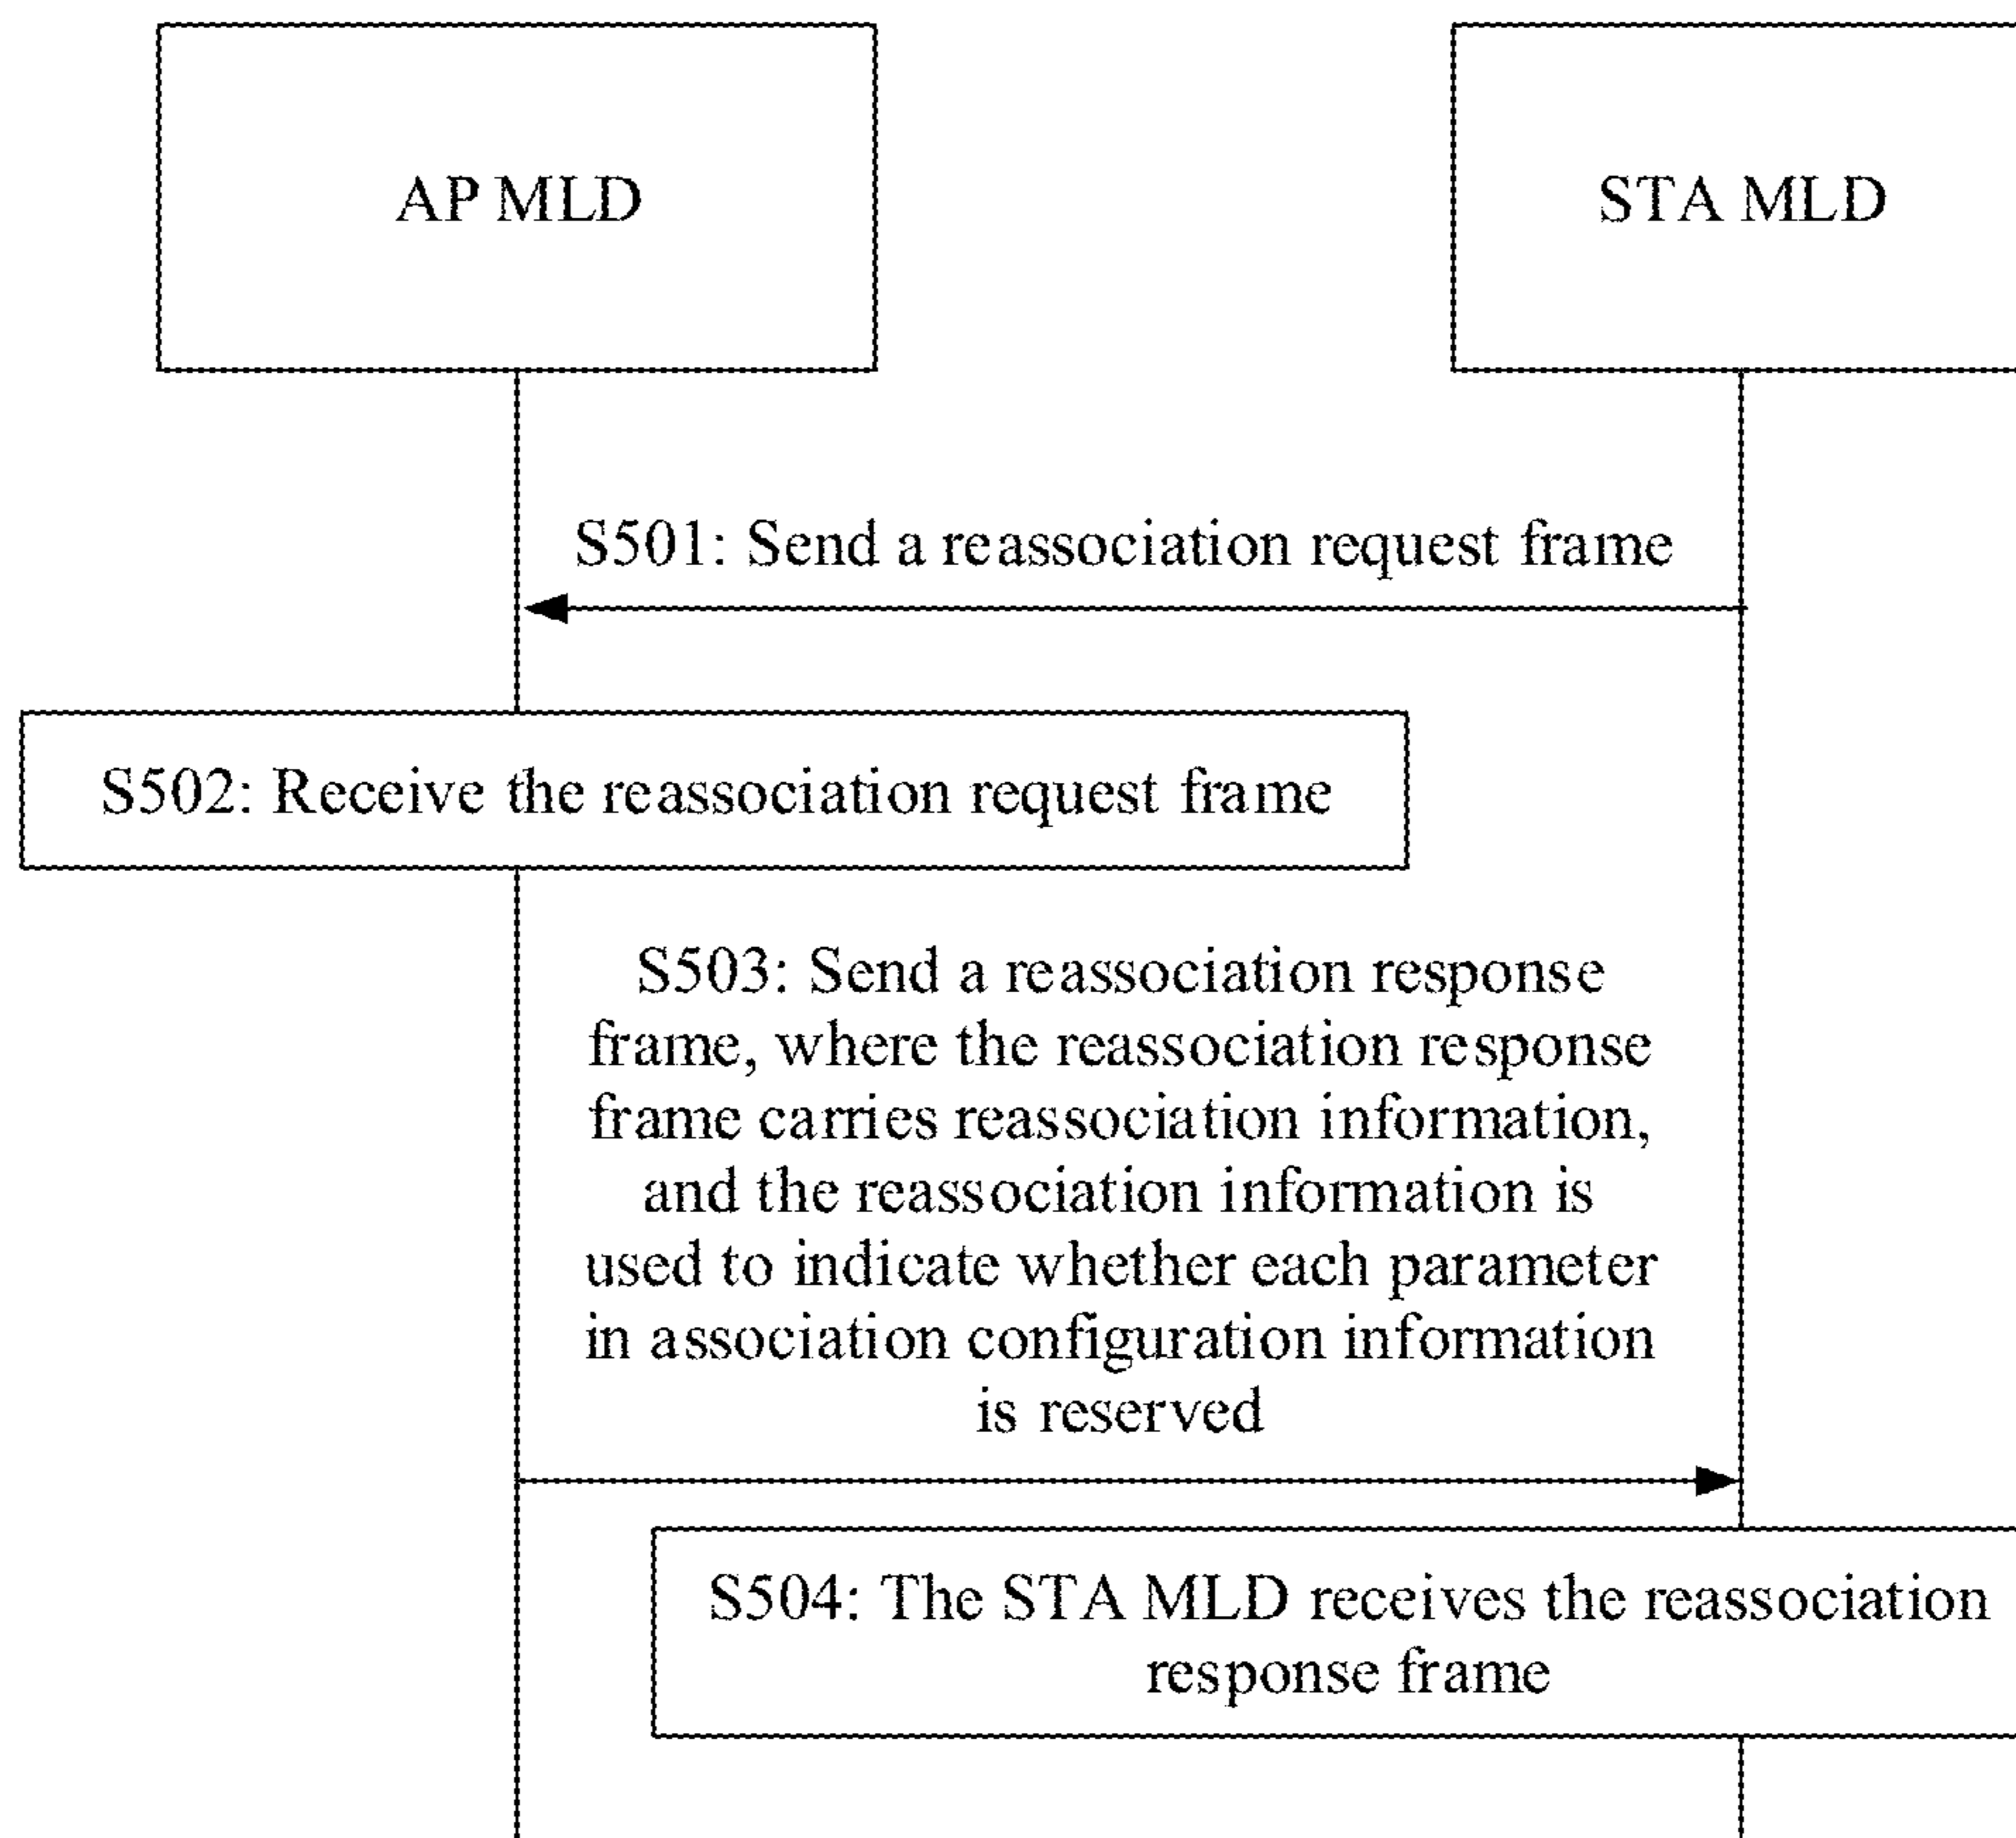 AP MLD
STA MLD
S501: Send a reassociation request frame
S502: Receive the reassociation request frame
S503: Send a reassociation response
frame, where the reassociation response
frame carries reassociation information,
and the reassociation information is
used to indicate whether each parameter
in association configuration information
is reserved
S504: The STA MLD receives the reassociation
response frame